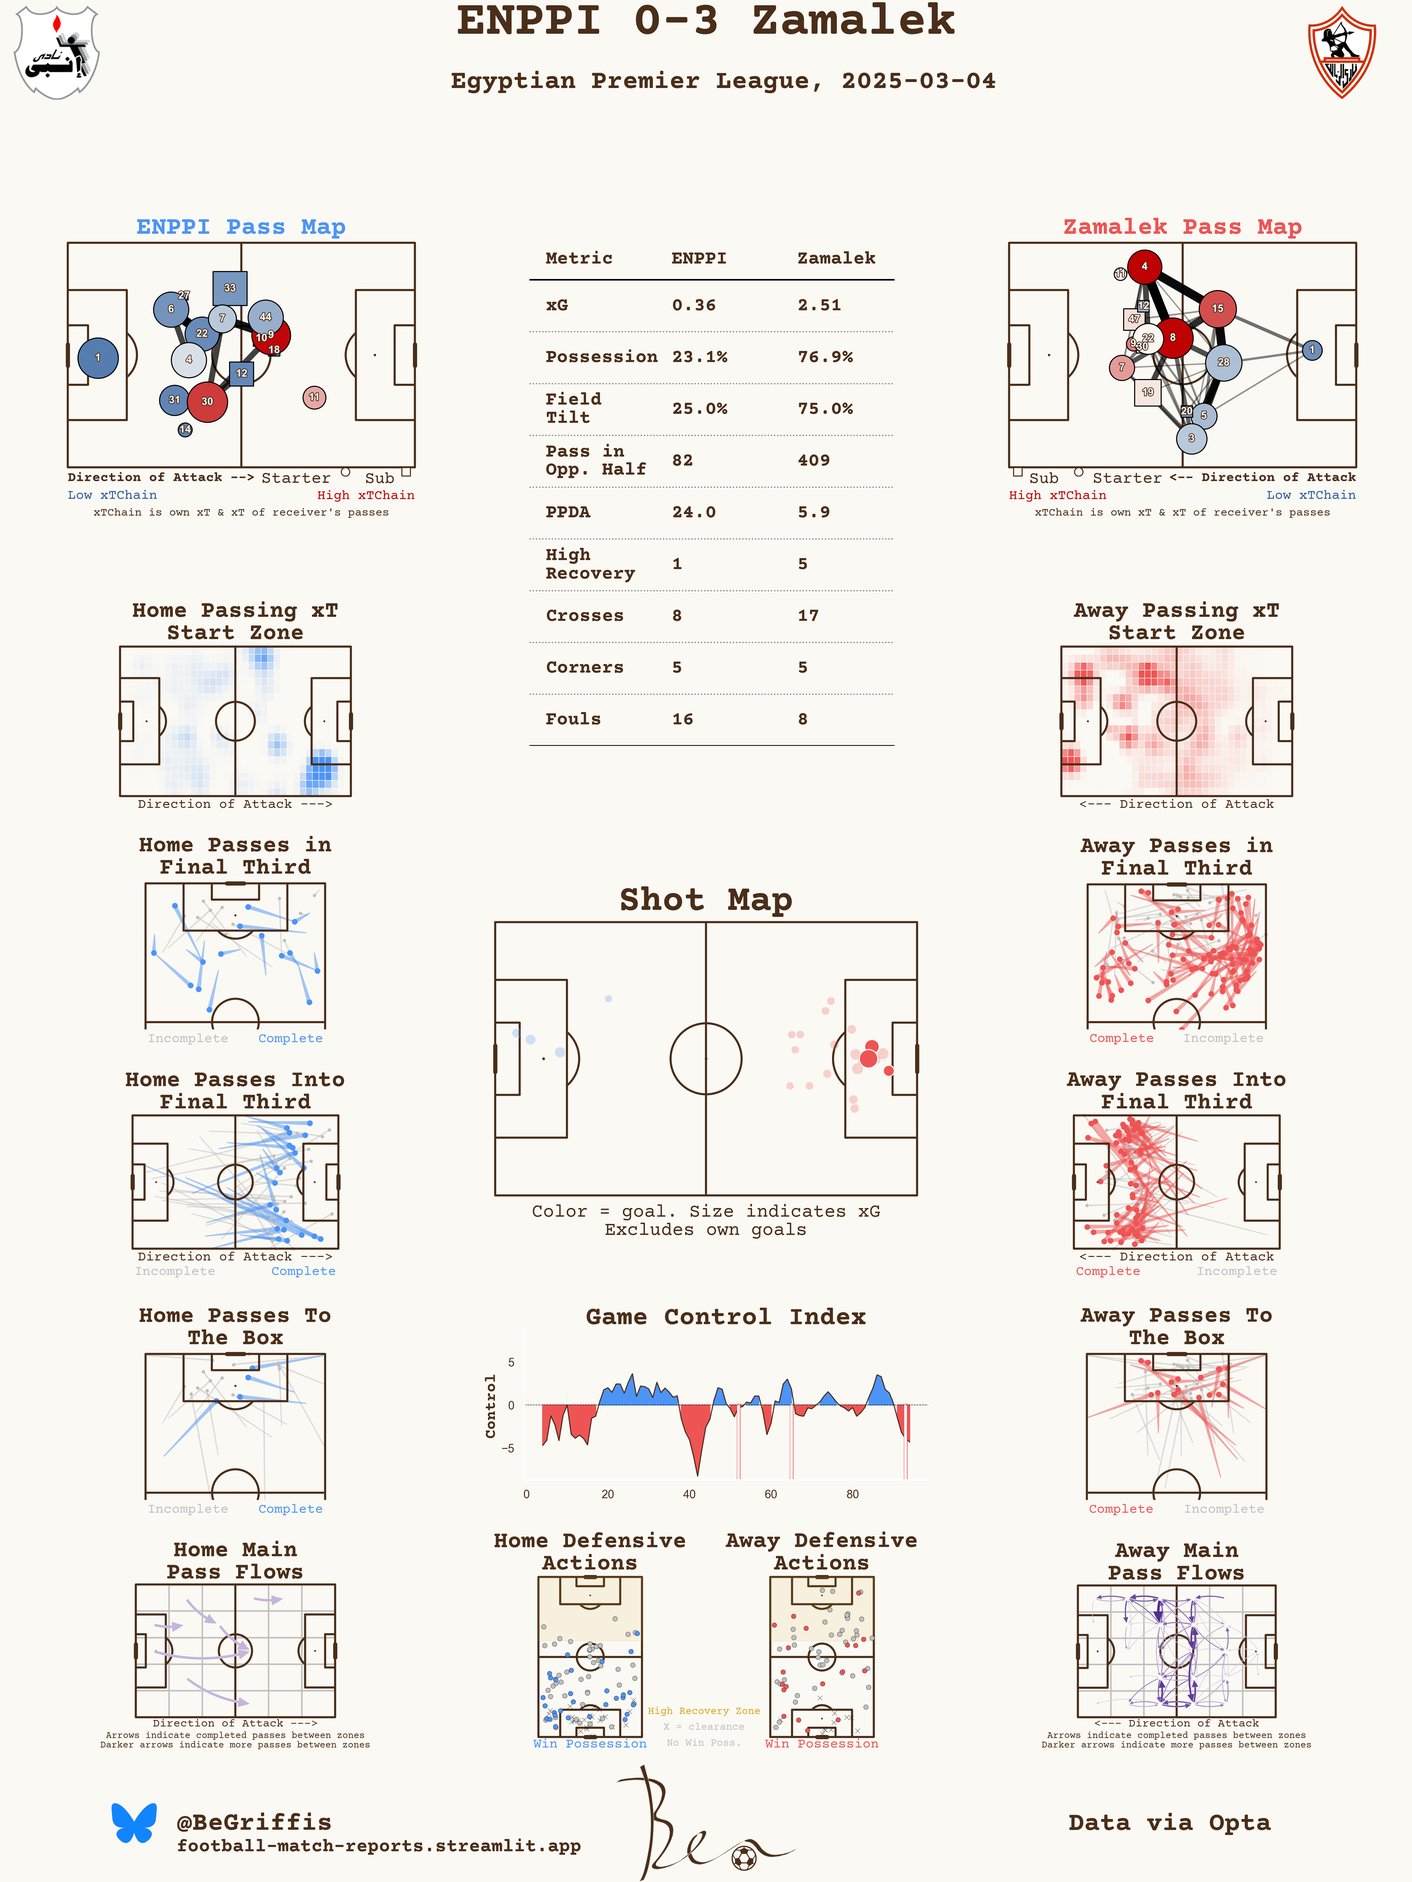 ENPPI 0-3 Zamalek
Egyptian Premier League, 2025-03-04
نادى
إنبى
ENPPI Pass Map
33
27
6
7
44
22
10
9
18
1
4
12
31
30
11
14
Direction of Attack --> Starter Sub
Low xTChain High xTChain
xTChain is own xT & xT of receiver's passes
Metric ENPPI Zamalek
xG 0.36 2.51
Possession 23.1% 76.9%
Field
Tilt 25.0% 75.0%
Pass in
Opp. Half 82 409
PPDA 24.0 5.9
High
Recovery 1 5
Crosses 8 17
Corners 5 5
Fouls 16 8
Zamalek Pass Map
4
11
12
15
47
22
8
9
30
1
7
28
19
20
5
3
Sub Starter <-- Direction of Attack
High xTChain Low xTChain
xTChain is own xT & xT of receiver's passes
Home Passing xT
Start Zone
Direction of Attack --->
Away Passing xT
Start Zone
<--- Direction of Attack
Home Passes in
Final Third
Incomplete Complete
Away Passes in
Final Third
Complete Incomplete
Shot Map
Color = goal. Size indicates xG
Excludes own goals
Home Passes Into
Final Third
Direction of Attack --->
Incomplete Complete
Away Passes Into
Final Third
<--- Direction of Attack
Complete Incomplete
Home Passes To
The Box
Incomplete Complete
Game Control Index
Control
5
0
−5
0 20 40 60 80
Away Passes To
The Box
Complete Incomplete
Home Main
Pass Flows
Direction of Attack --->
Arrows indicate completed passes between zones
Darker arrows indicate more passes between zones
Home Defensive
Actions
Win Possession
High Recovery Zone
X = clearance
No Win Poss.
Away Defensive
Actions
Win Possession
Away Main
Pass Flows
<--- Direction of Attack
Arrows indicate completed passes between zones
Darker arrows indicate more passes between zones
@BeGriffis
football-match-reports.streamlit.app
Ben
Data via Opta